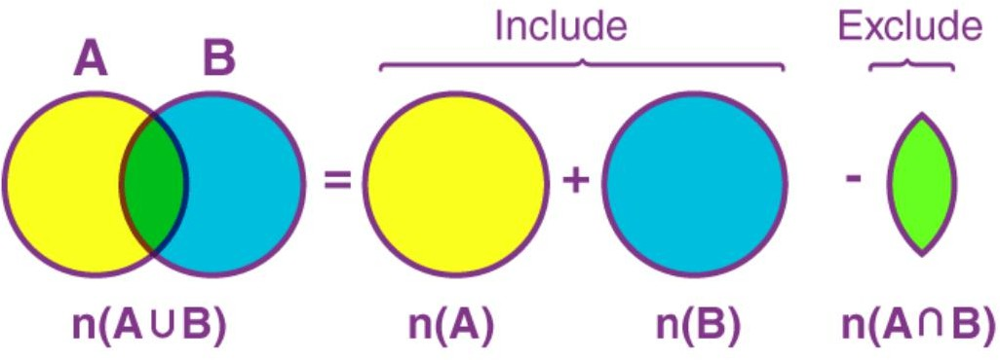 Include Exclude
A B
= + -
n(A∪B) n(A) n(B) n(A∩B)